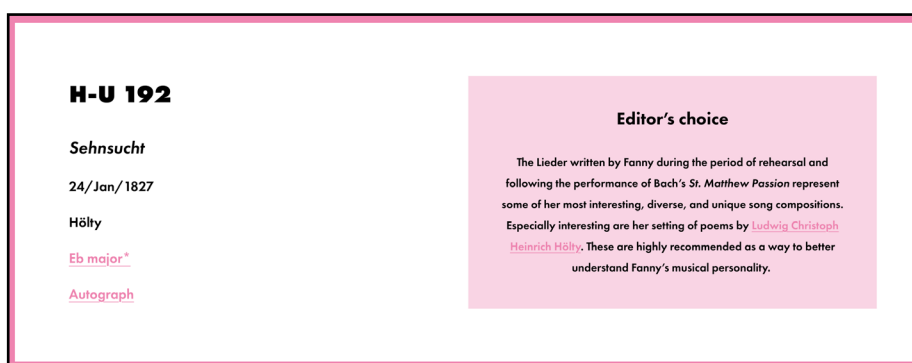 H-U 192
Sehnsucht
24/Jan/1827
Hölty
Eb major*
Autograph
Editor’s choice
The Lieder written by Fanny during the period of rehearsal and
following the performance of Bach’s St. Matthew Passion represent
some of her most interesting, diverse, and unique song compositions.
Especially interesting are her setting of poems by Ludwig Christoph
Heinrich Hölty. These are highly recommended as a way to better
understand Fanny’s musical personality.